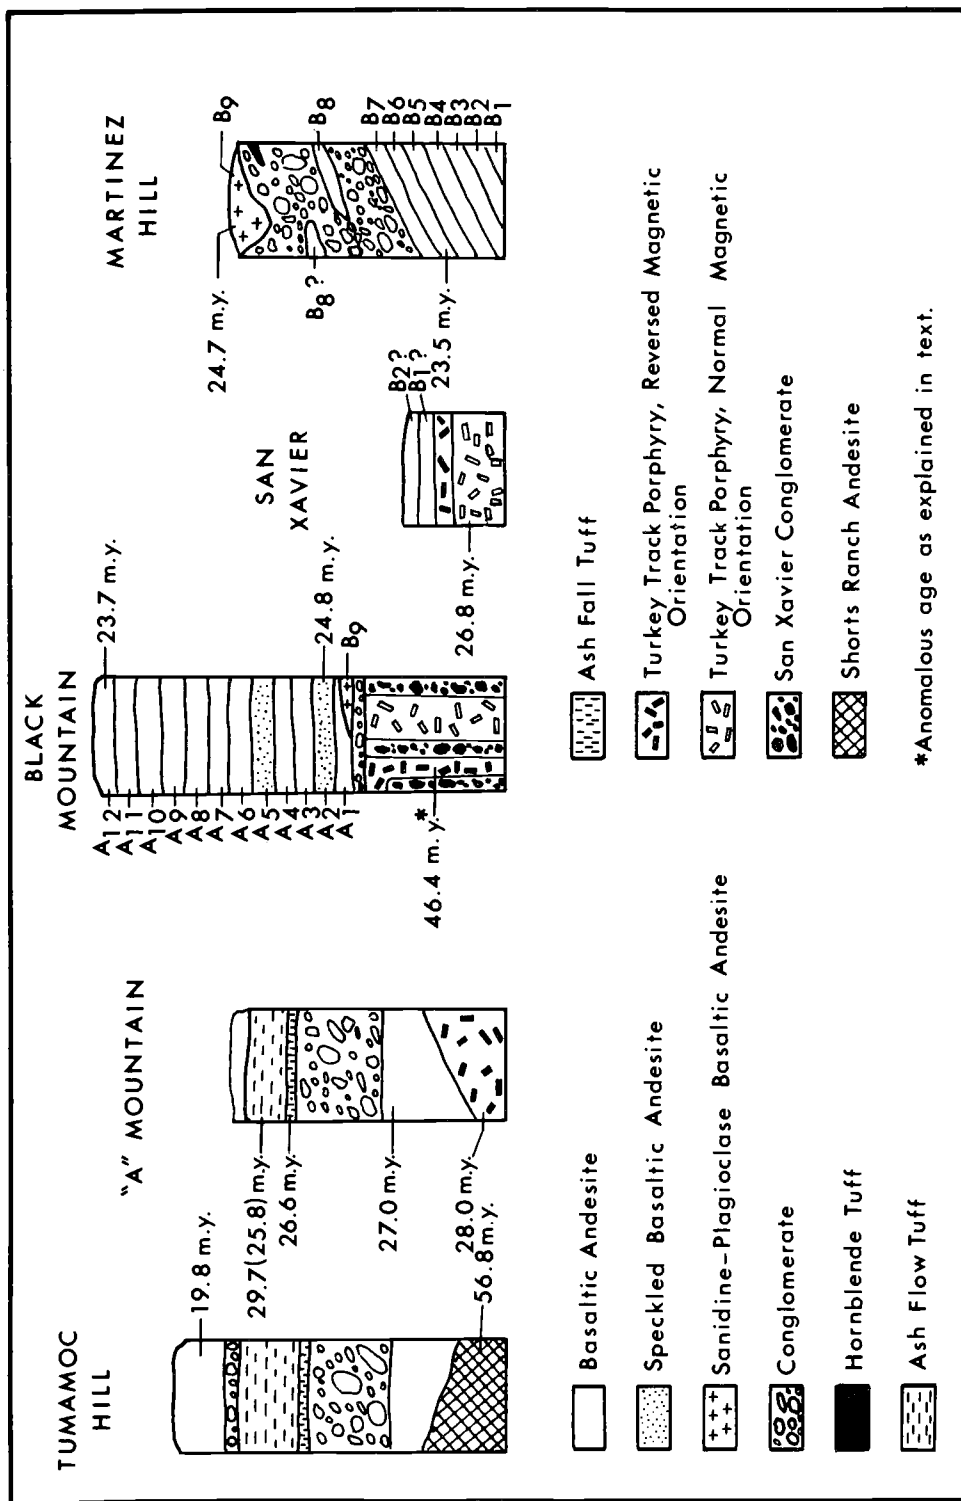 TUMAMOC
HILL
"A" MOUNTAIN
BLACK
MOUNTAIN
SAN
XAVIER
MARTINEZ
HILL
19.8 m.y.
29.7(25.8) m.y.
26.6 m.y.
27.0 m.y.
28.0 m.y.
56.8 m.y.
A12
A11
A10
A9
A8
A7
A6
A5
A4
A3
A2
A1
46.4 m.y.*
23.7 m.y.
24.8 m.y.
B9
26.8 m.y.
B2?
B1?
24.7 m.y.
B8?
23.5 m.y.
B9
B8
B7
B6
B5
B4
B3
B2
B1
Basaltic Andesite
Speckled Basaltic Andesite
Sanidine-Plagioclase Basaltic Andesite
Conglomerate
Hornblende Tuff
Ash Flow Tuff
Ash Fall Tuff
Turkey Track Porphyry, Reversed Magnetic
Orientation
Turkey Track Porphyry, Normal Magnetic
Orientation
San Xavier Conglomerate
Shorts Ranch Andesite
*Anomalous age as explained in text.